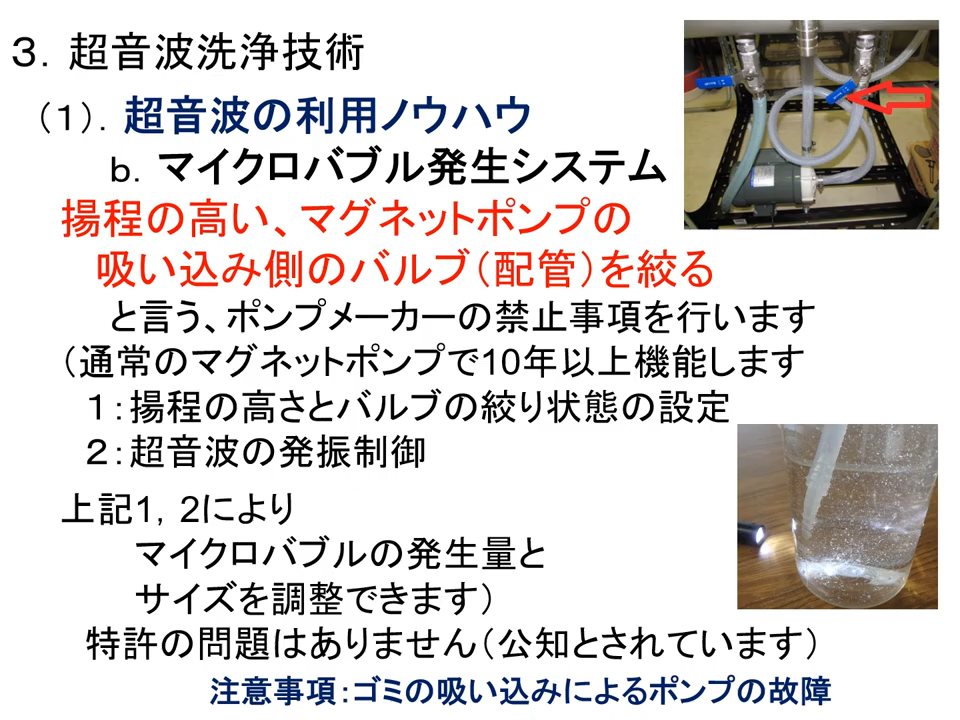 ３．超音波洗浄技術
（１）．超音波の利用ノウハウ
ｂ．マイクロバブル発生システム
揚程の高い、マグネットポンプの
吸い込み側のバルブ（配管）を絞る
と言う、ポンプメーカーの禁止事項を行います
（通常のマグネットポンプで10年以上機能します
１：揚程の高さとバルブの絞り状態の設定
２：超音波の発振制御
上記1，2により
マイクロバブルの発生量と
サイズを調整できます）
特許の問題はありません（公知とされています）
注意事項：ゴミの吸い込みによるポンプの故障